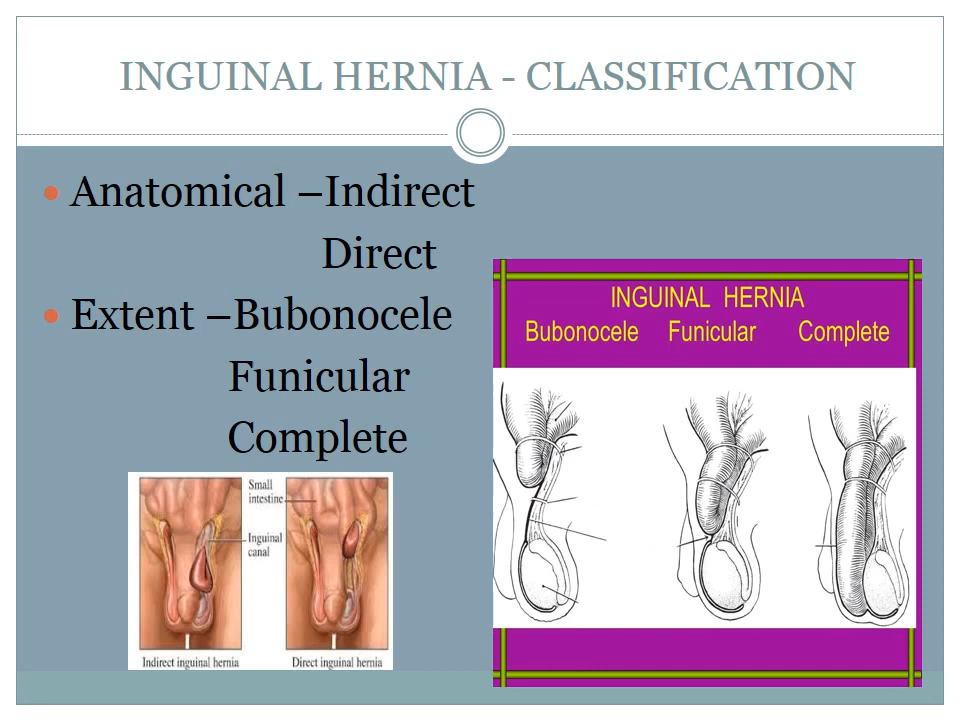 INGUINAL HERNIA - CLASSIFICATION
• Anatomical –Indirect
Direct
• Extent –Bubonocele
Funicular
Complete
Small
intestine
Inguinal
canal
Indirect inguinal hernia
Direct inguinal hernia
INGUINAL HERNIA
Bubonocele Funicular Complete